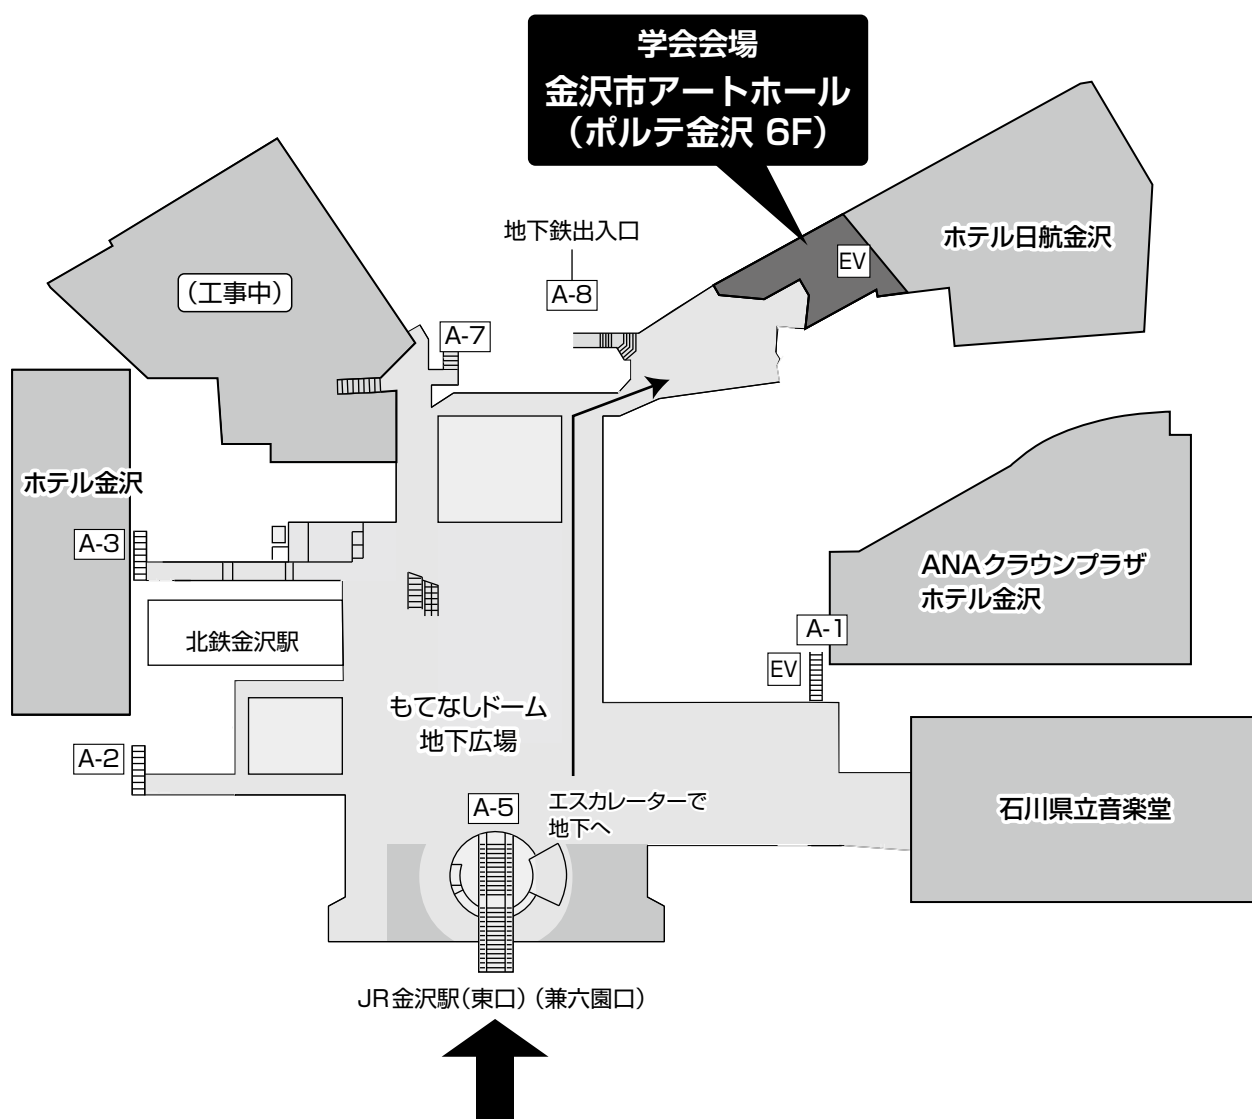 学会会場
金沢市アートホール
（ポルテ金沢 6F）
地下鉄出入口
A-8
EV
ホテル日航金沢
（工事中）
A-7
ホテル金沢
A-3
北鉄金沢駅
ANAクラウンプラザ
ホテル金沢
A-1
EV
もてなしドーム
地下広場
A-2
A-5
エスカレーターで
地下へ
石川県立音楽堂
JR金沢駅（東口）（兼六園口）